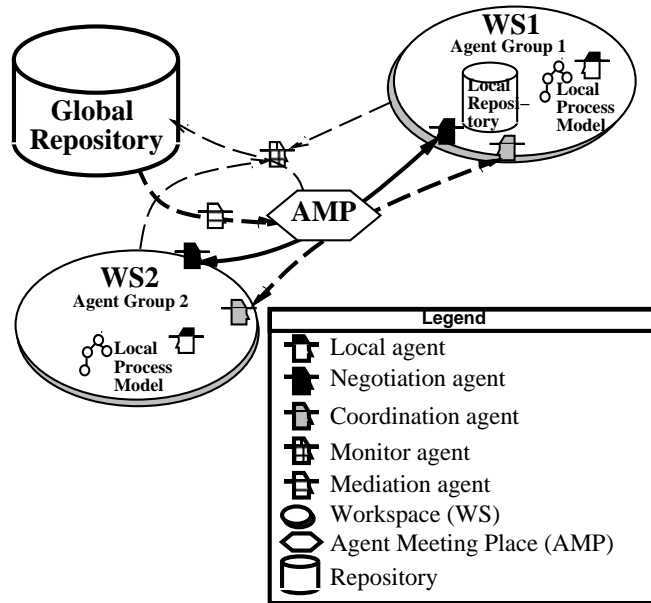 WS1
Agent Group 1
Local
Reposi–
tory
Local
Process
Model
Global
Repository
AMP
WS2
Agent Group 2
Local
Process
Model
Legend
Local agent
Negotiation agent
Coordination agent
Monitor agent
Mediation agent
Workspace (WS)
Agent Meeting Place (AMP)
Repository